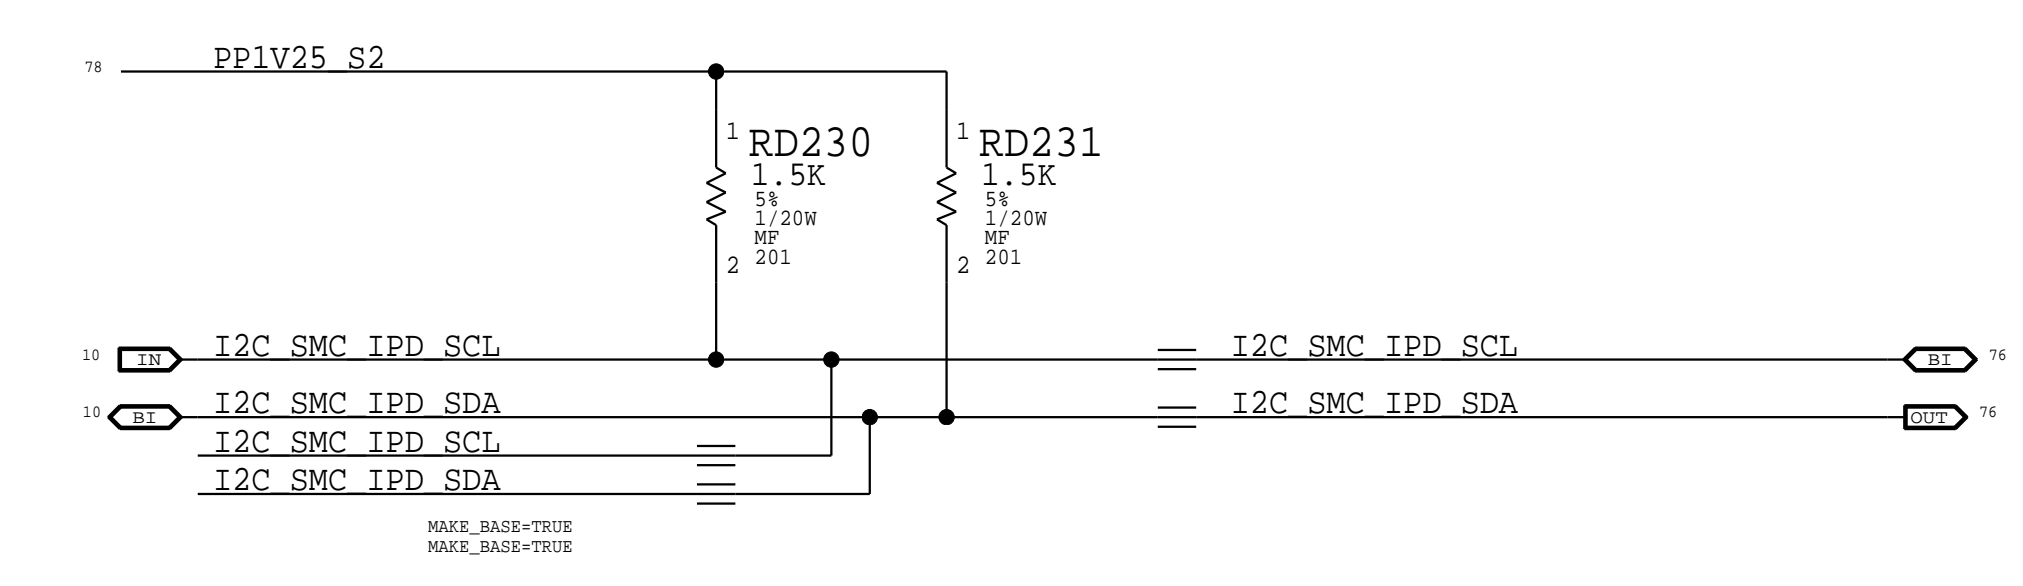 78 PP1V25_S2
1 RD230
1.5K
5%
1/20W
MF
201
2
1 RD231
1.5K
5%
1/20W
MF
201
2
10 IN I2C_SMC_IPD_SCL I2C_SMC_IPD_SCL BI 76
10 BI I2C_SMC_IPD_SDA I2C_SMC_IPD_SDA OUT 76
I2C_SMC_IPD_SCL
I2C_SMC_IPD_SDA
MAKE_BASE=TRUE
MAKE_BASE=TRUE